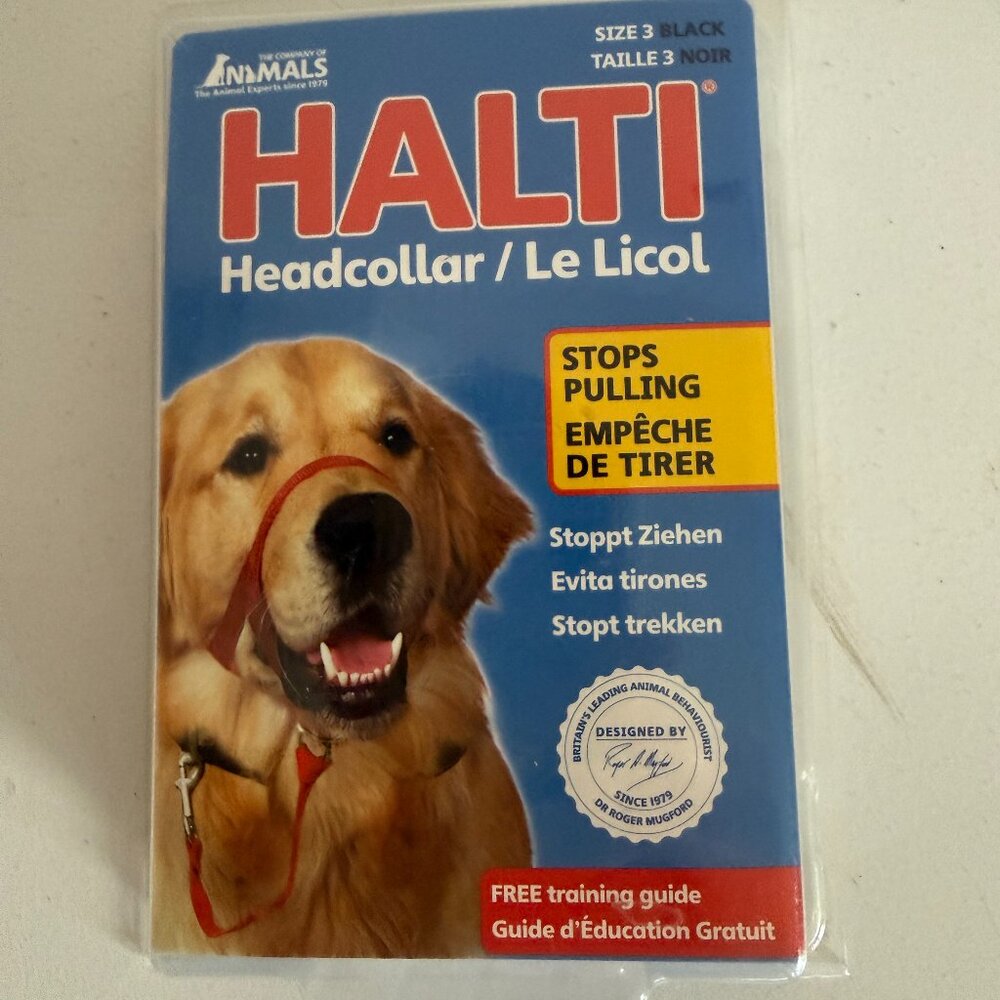 THE COMPANY OF
ANIMALS
The Animal Experts since 1979
SIZE 3 BLACK
TAILLE 3 NOIR
HALTI®
Headcollar / Le Licol
STOPS
PULLING
EMPÊCHE
DE TIRER
Stoppt Ziehen
Evita tirones
Stopt trekken
BRITAIN'S LEADING ANIMAL BEHAVIOURIST
DESIGNED BY
Roger A. Mugford
SINCE 1979
DR ROGER MUGFORD
FREE training guide
Guide d'Éducation Gratuit